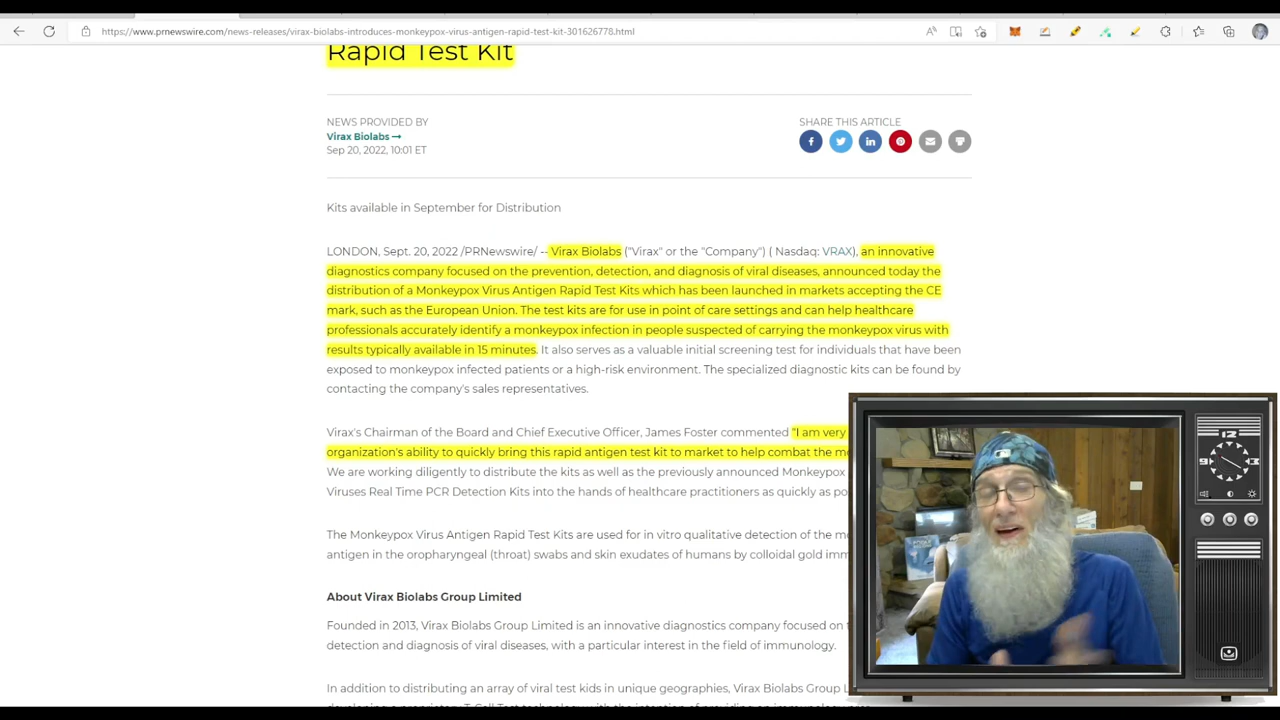 https://www.prnewswire.com/news-releases/virax-biolabs-introduces-monkeypox-virus-antigen-rapid-test-kit-301626778.html
Rapid Test Kit
NEWS PROVIDED BY
Virax Biolabs →
Sep 20, 2022, 10:01 ET
SHARE THIS ARTICLE
Kits available in September for Distribution
LONDON, Sept. 20, 2022 /PRNewswire/ -- Virax Biolabs ("Virax" or the "Company") ( Nasdaq: VRAX), an innovative
diagnostics company focused on the prevention, detection, and diagnosis of viral diseases, announced today the
distribution of a Monkeypox Virus Antigen Rapid Test Kits which has been launched in markets accepting the CE
mark, such as the European Union. The test kits are for use in point of care settings and can help healthcare
professionals accurately identify a monkeypox infection in people suspected of carrying the monkeypox virus with
results typically available in 15 minutes. It also serves as a valuable initial screening test for individuals that have been
exposed to monkeypox infected patients or a high-risk environment. The specialized diagnostic kits can be found by
contacting the company's sales representatives.
Virax's Chairman of the Board and Chief Executive Officer, James Foster commented "I am very
organization's ability to quickly bring this rapid antigen test kit to market to help combat the
We are working diligently to distribute the kits as well as the previously announced Monkeypox
Viruses Real Time PCR Detection Kits into the hands of healthcare practitioners as quickly as
The Monkeypox Virus Antigen Rapid Test Kits are used for in vitro qualitative detection of the
antigen in the oropharyngeal (throat) swabs and skin exudates of humans by colloidal gold
About Virax Biolabs Group Limited
Founded in 2013, Virax Biolabs Group Limited is an innovative diagnostics company focused on
detection and diagnosis of viral diseases, with a particular interest in the field of immunology.
In addition to distributing an array of viral test kids in unique geographies, Virax Biolabs Group
12
9
3